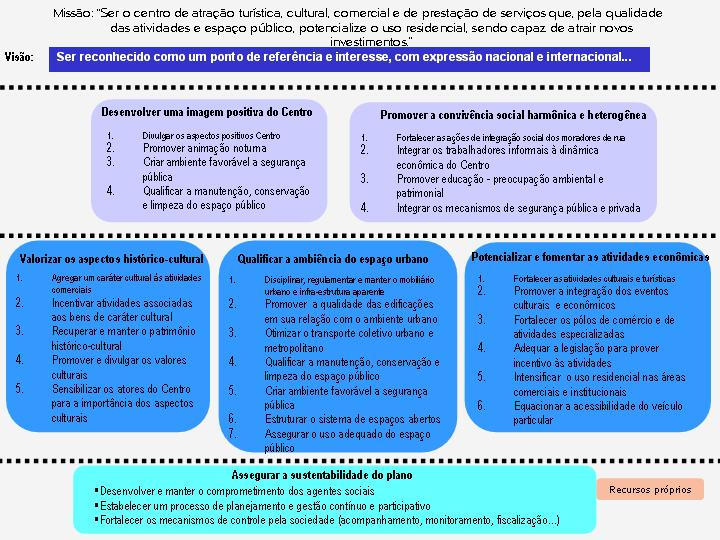 Missão: "Ser o centro de atração turística, cultural, comercial e de prestação de serviços que, pela qualidade
das atividades e espaço público, potencialize o uso residencial, sendo capaz de atrair novos
investimentos."
Visão:
Ser reconhecido como um ponto de referência e interesse, com expressão nacional e internacional...
Desenvolver uma imagem positiva do Centro
1. Divulgar os aspectos positivos Centro
2. Promover animação noturna
3. Criar ambiente favorável a segurança
pública
4. Qualificar a manutenção, conservação
e limpeza do espaço público
Promover a convivência social harmônica e heterogênea
1. Fortalecer as ações de integração social dos moradores de rua
2. Integrar os trabalhadores informais à dinâmica
econômica do Centro
3. Promover educação - preocupação ambiental e
patrimonial
4. Integrar os mecanismos de segurança pública e privada
Valorizar os aspectos histórico-cultural
1. Agregar um caráter cultural ás atividades
comerciais
2. Incentivar atividades associadas
aos bens de caráter cultural
3. Recuperar e manter o patrimônio
histórico-cultural
4. Promover e divulgar os valores
culturais
5. Sensibilizar os atores do Centro
para a importância dos aspectos
culturais
Qualificar a ambiência do espaço urbano
1. Disciplinar, regulamentar e manter o mobiliário
urbano e infra-estrutura aparente
2. Promover a qualidade das edificações
em sua relação com o ambiente urbano
3. Otimizar o transporte coletivo urbano e
metropolitano
4. Qualificar a manutenção, conservação e
limpeza do espaço público
5. Criar ambiente favorável a segurança
pública
6. Estruturar o sistema de espaços abertos
7. Assegurar o uso adequado do espaço
público
Potencializar e fomentar as atividades econômicas
1. Fortalecer as atividades culturais e turísticas
2. Promover a integração dos eventos
culturais e econômicos
3. Fortalecer os pólos de comércio e de
atividades especializadas
4. Adequar a legislação para prover
incentivo às atividades
5. Intensificar o uso residencial nas áreas
comerciais e institucionais
6. Equacionar a acessibilidade do veículo
particular
Assegurar a sustentabilidade do plano
▪Desenvolver e manter o comprometimento dos agentes sociais
▪Estabelecer um processo de planejamento e gestão contínuo e participativo
▪Fortalecer os mecanismos de controle pela sociedade (acompanhamento, monitoramento, fiscalização...)
Recursos próprios